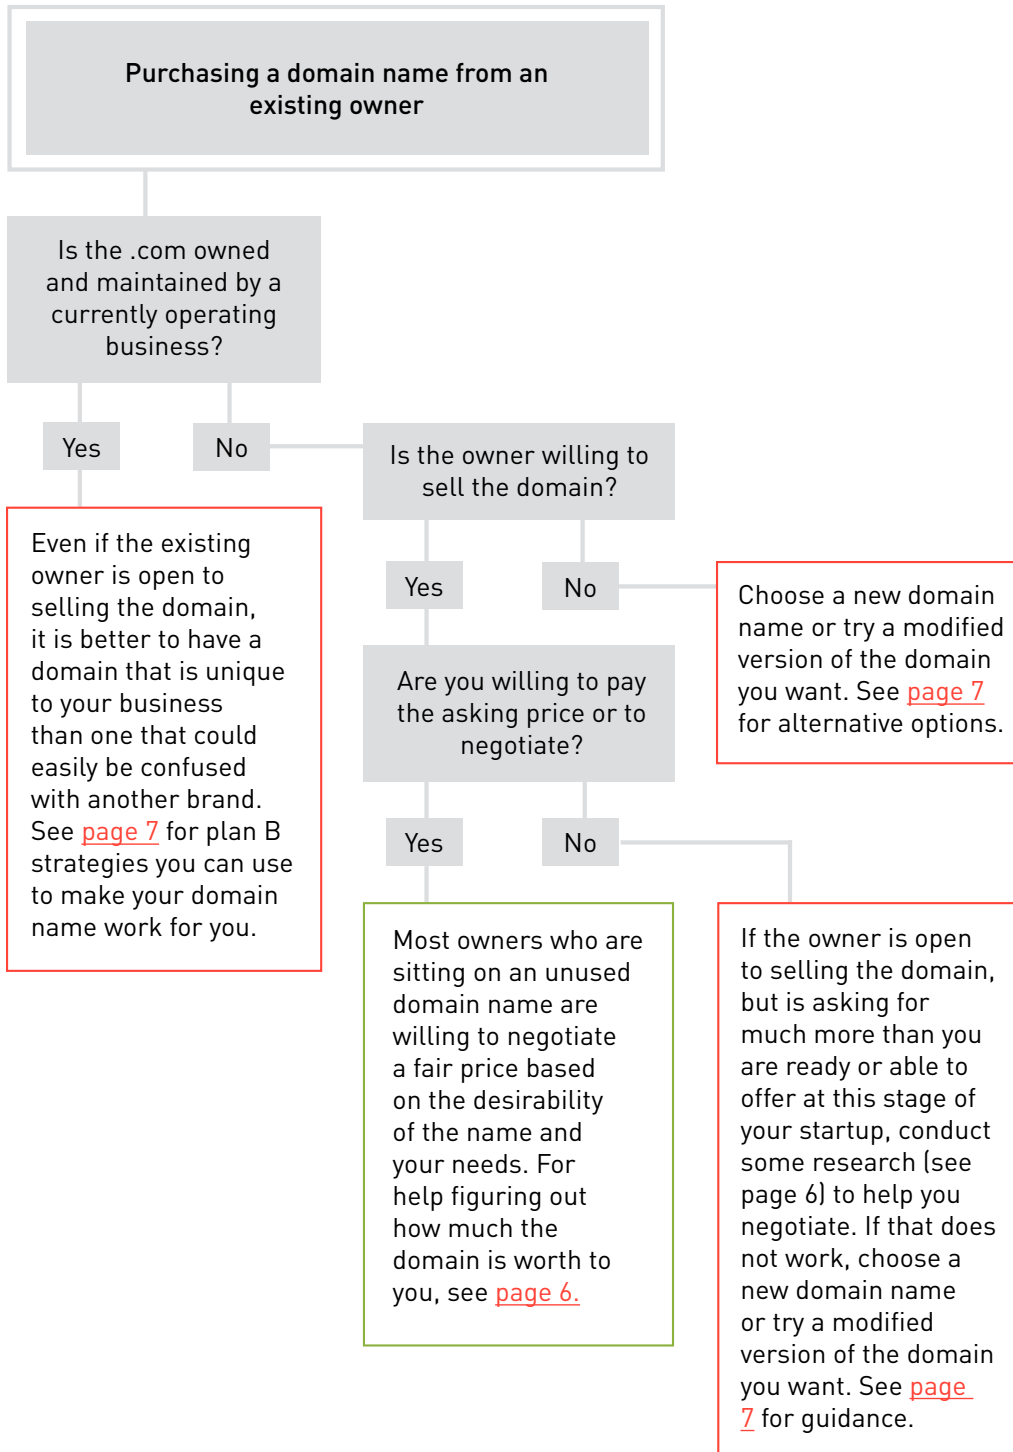 Purchasing a domain name from an
existing owner
Is the .com owned
and maintained by a
currently operating
business?
Yes
No
Is the owner willing to
sell the domain?
Even if the existing
owner is open to
selling the domain,
it is better to have a
domain that is unique
to your business
than one that could
easily be confused
with another brand.
See page 7 for plan B
strategies you can use
to make your domain
name work for you.
Yes
No
Choose a new domain
name or try a modified
version of the domain
you want. See page 7
for alternative options.
Are you willing to pay
the asking price or to
negotiate?
Yes
No
Most owners who are
sitting on an unused
domain name are
willing to negotiate
a fair price based
on the desirability
of the name and
your needs. For
help figuring out
how much the
domain is worth to
you, see page 6.
If the owner is open
to selling the domain,
but is asking for
much more than you
are ready or able to
offer at this stage of
your startup, conduct
some research (see
page 6) to help you
negotiate. If that does
not work, choose a
new domain name
or try a modified
version of the domain
you want. See page
7 for guidance.